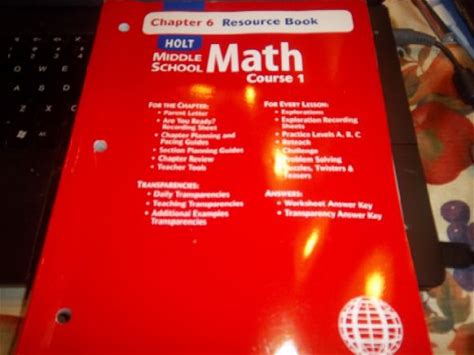 Chapter 6 Resource Book
HOLT
MIDDLE
SCHOOL
Math
Course 1
FOR THE CHAPTER:
• Parent Letter
• Are You Ready?
Recording Sheet
• Chapter Planning and
Pacing Guides
• Section Planning Guides
• Chapter Review
• Teacher Tools
TRANSPARENCIES:
• Daily Transparencies
• Teaching Transparencies
• Additional Examples
Transparencies
FOR EVERY LESSON:
• Explorations
• Exploration Recording
Sheets
• Practice Levels A, B, C
• Reteach
• Challenge
• Problem Solving
• Puzzles, Twisters &
Teasers
ANSWERS:
• Worksheet Answer Key
• Transparency Answer Key